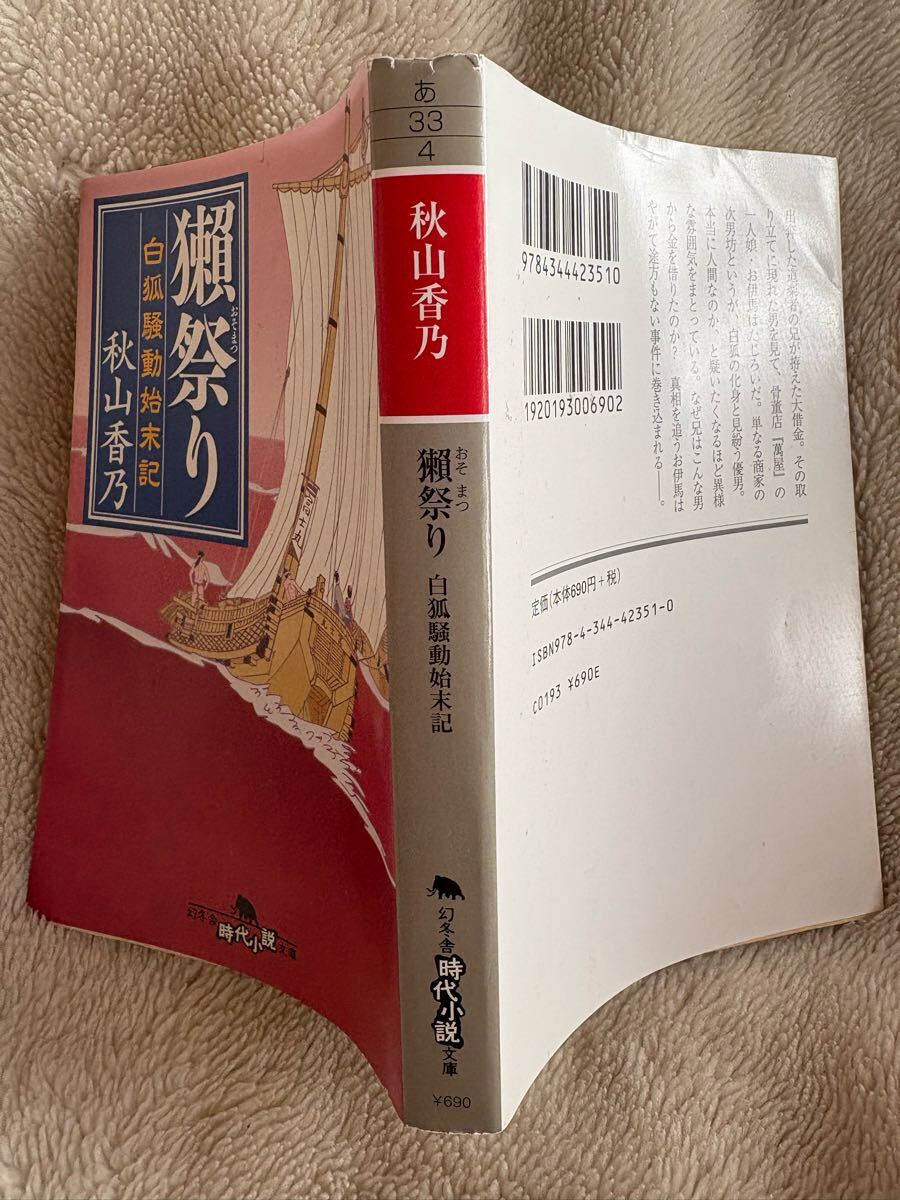 獺祭り
おそまつ
白狐騒動始末記
秋山香乃
幻冬舎
時代小説
文庫
あ
33
4
秋山香乃
獺祭り
おそ まつ
白狐騒動始末記
幻冬舎
時代小説
文庫
¥690
9784344423510
1920193006902
出奔した道 者の兄が拵えた大借金。その取
り立てに現れた男を見て、骨董店『萬屋』の
一人娘・お伊馬はたじろいだ。単なる商家の
次男坊というが、白狐の化身と見紛う優男。
本当に人間なのか、と疑いたくなるほど異様
な雰囲気をまとっている。なぜ兄はこんな男
から金を借りたのか? 真相を追うお伊馬は
やがて途方もない事件に巻き込まれる――。
定価(本体690円+税)
ISBN978-4-344-42351-0
C0193 ¥690E